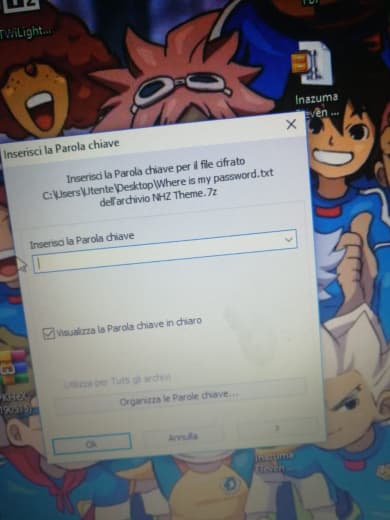 TWiLight...
Inazuma
Eleven ...
Inserisci la Parola chiave
Inserisci la Parola chiave per il file cifrato
C:\Users\Utente\Desktop\Where is my password.txt
dell'archivio NHZ Theme.7z
Inserisci la Parola chiave
Visualizza la Parola chiave in chiaro
Utilizza per Tutti gli archivi
Organizza le Parole chiave...
Ok
Annulla
?
Inazuma
Eleven ...